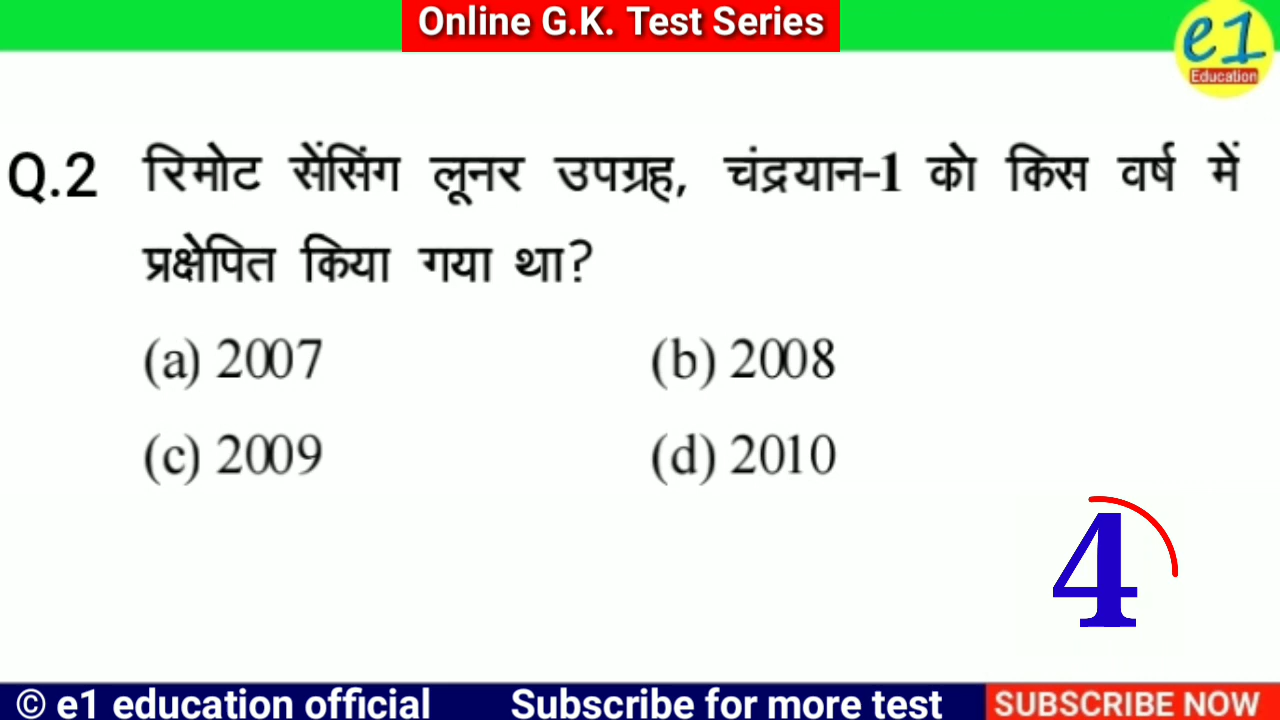 Online G.K. Test Series
e1
Education
Q.2 रिमोट सेंसिंग लूनर उपग्रह, चंद्रयान-1 को किस वर्ष में
प्रक्षेपित किया गया था?
(a) 2007 (b) 2008
(c) 2009 (d) 2010
4
© e1 education official Subscribe for more test SUBSCRIBE NOW